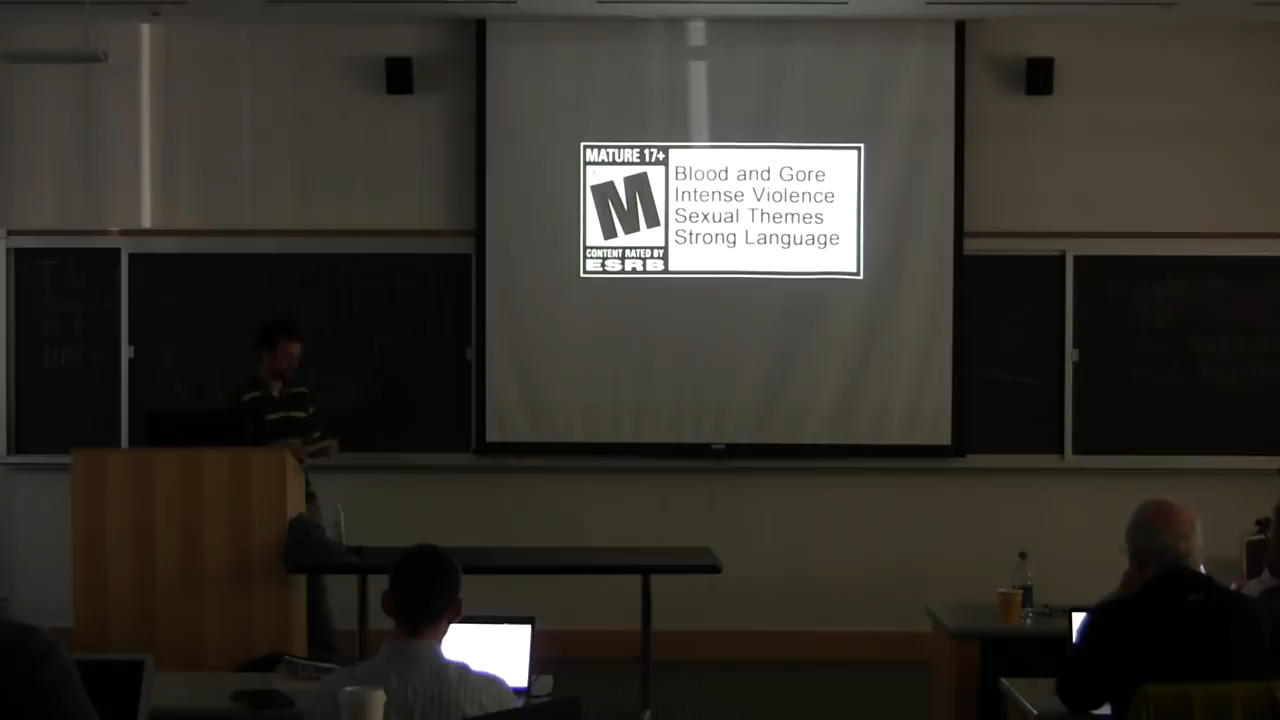 MATURE 17+
M
CONTENT RATED BY
ESRB
Blood and Gore
Intense Violence
Sexual Themes
Strong Language